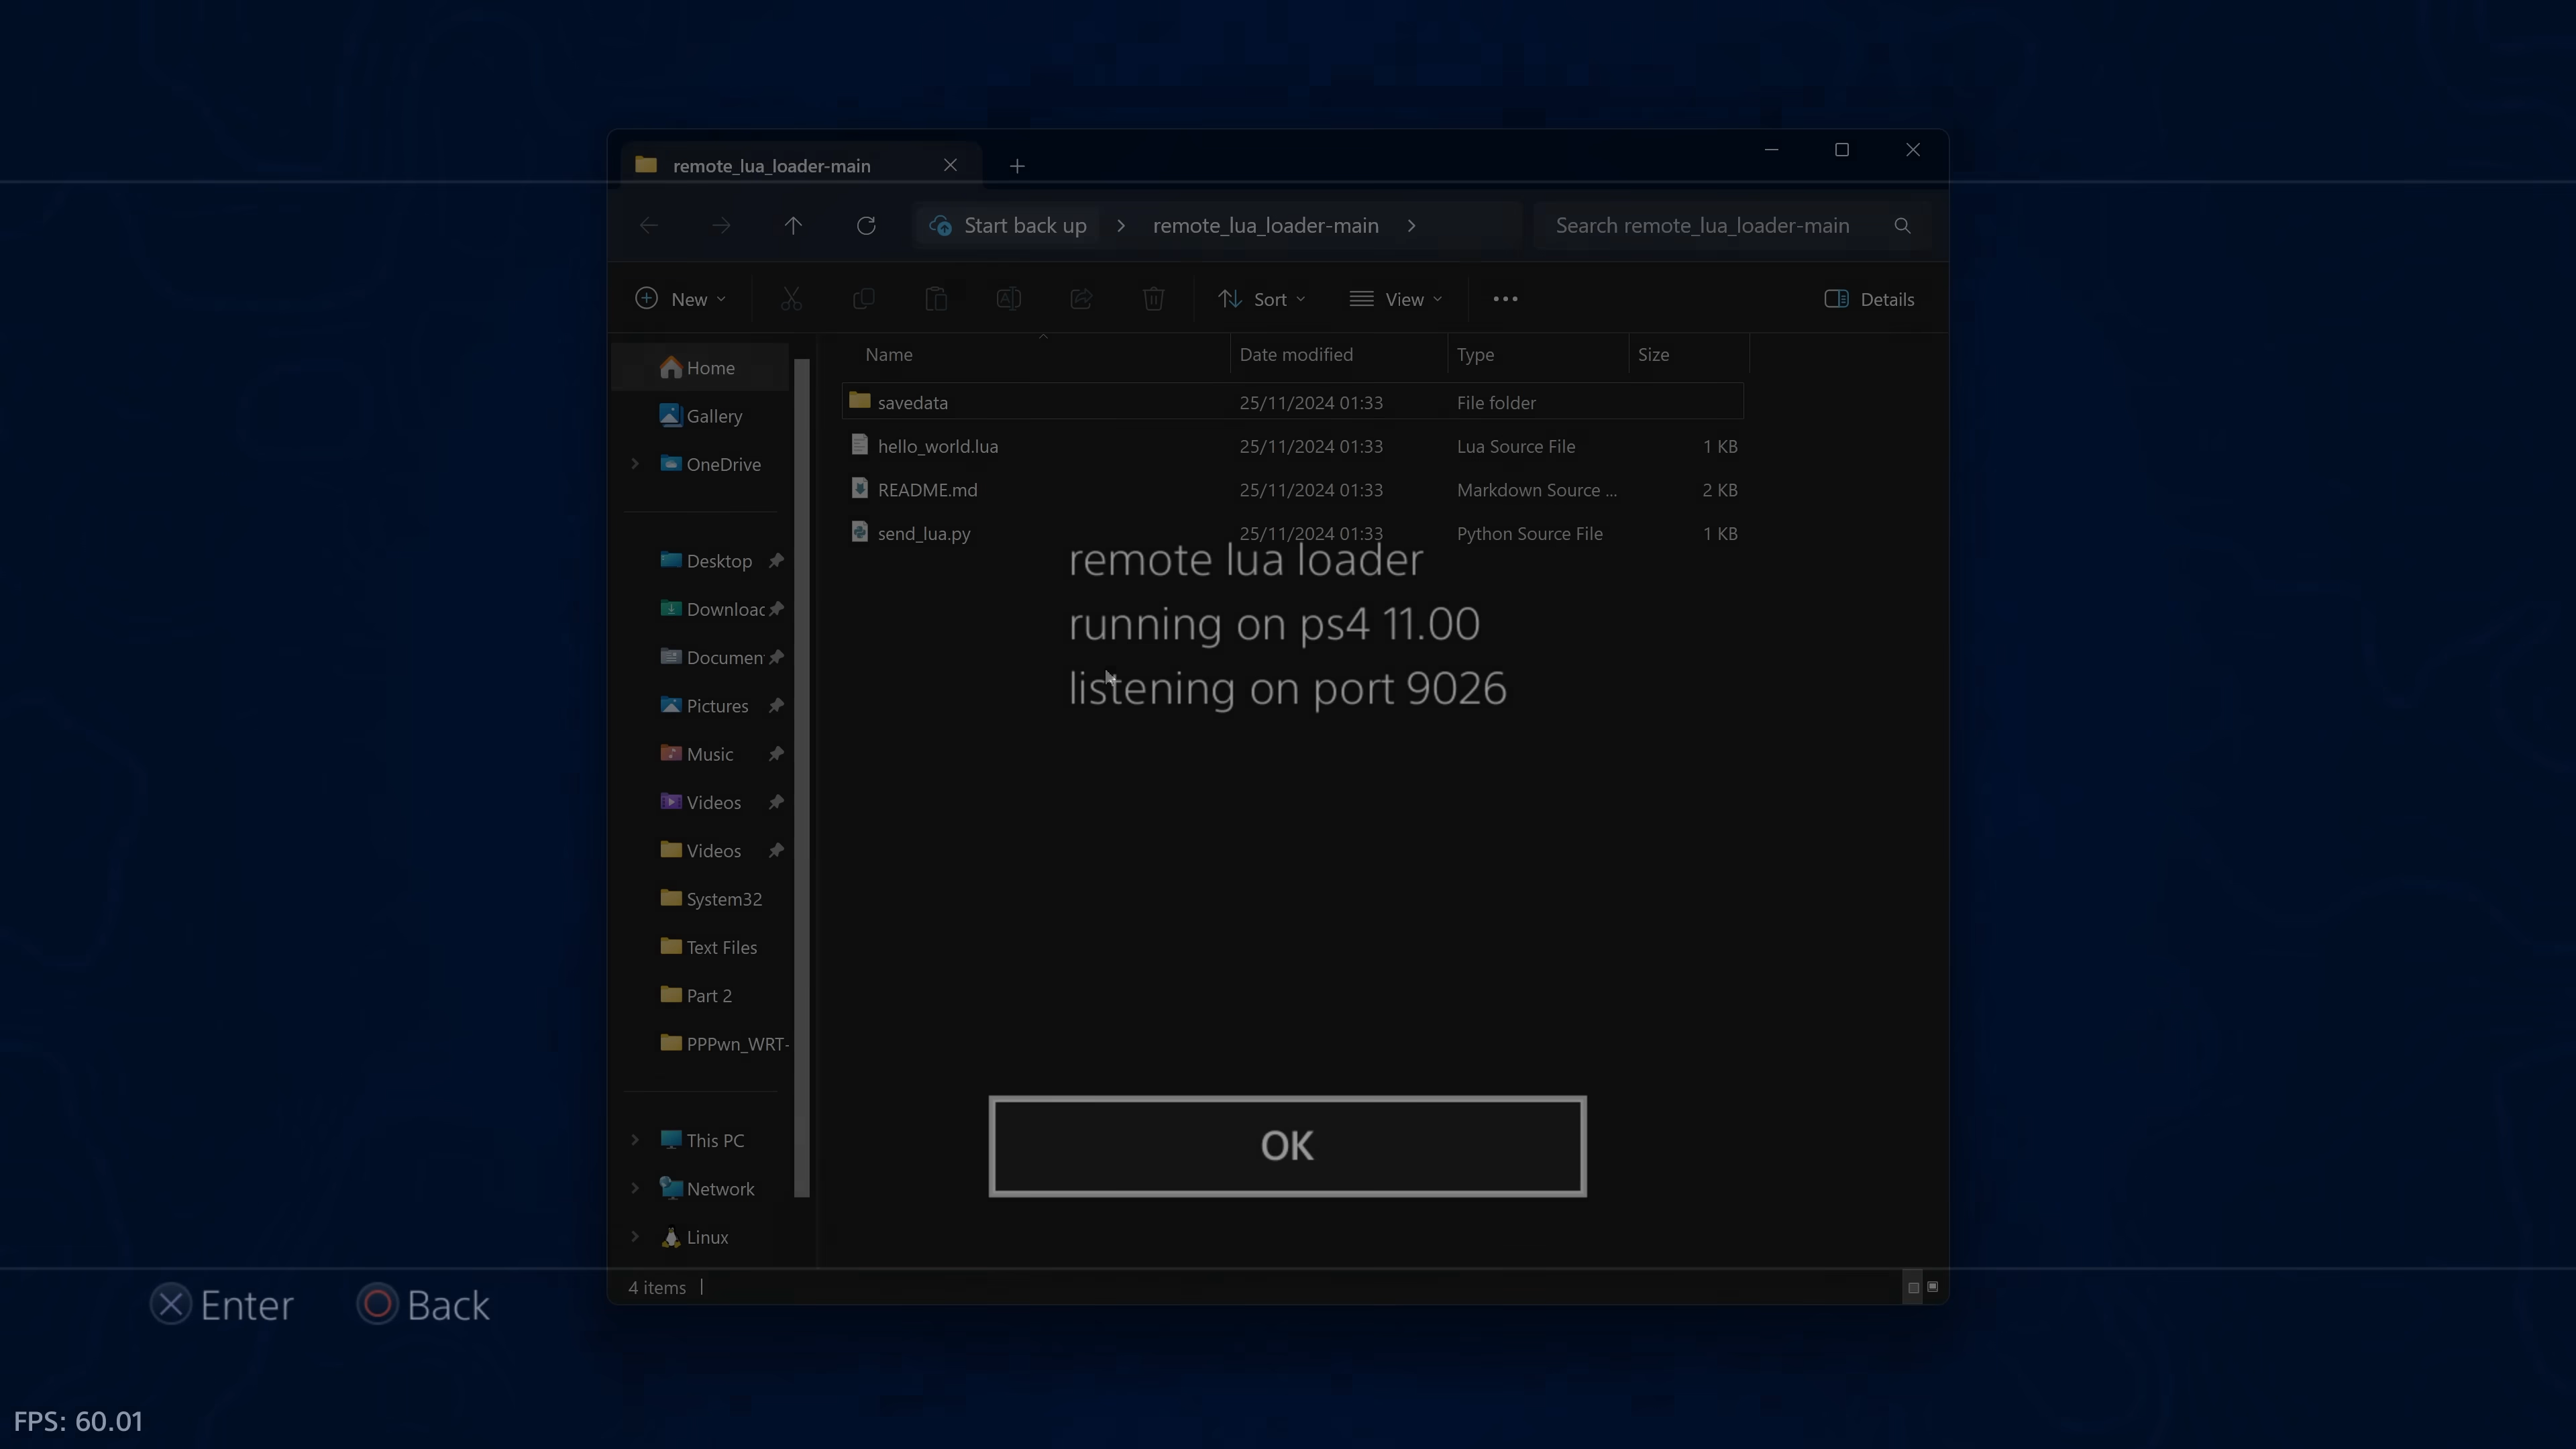 remote_lua_loader-main
Start back up > remote_lua_loader-main > Search remote_lua_loader-main
New Sort View ••• Details
Name Date modified Type Size
Home
Gallery
OneDrive
Desktop
Downloac
Documen
Pictures
Music
Videos
Videos
System32
Text Files
Part 2
PPPwn_WRT-
This PC
Network
Linux
savedata 25/11/2024 01:33 File folder
hello_world.lua 25/11/2024 01:33 Lua Source File 1 KB
README.md 25/11/2024 01:33 Markdown Source ... 2 KB
send_lua.py 25/11/2024 01:33 Python Source File 1 KB
remote lua loader
running on ps4 11.00
listening on port 9026
OK
4 items
Enter Back
FPS: 60.01